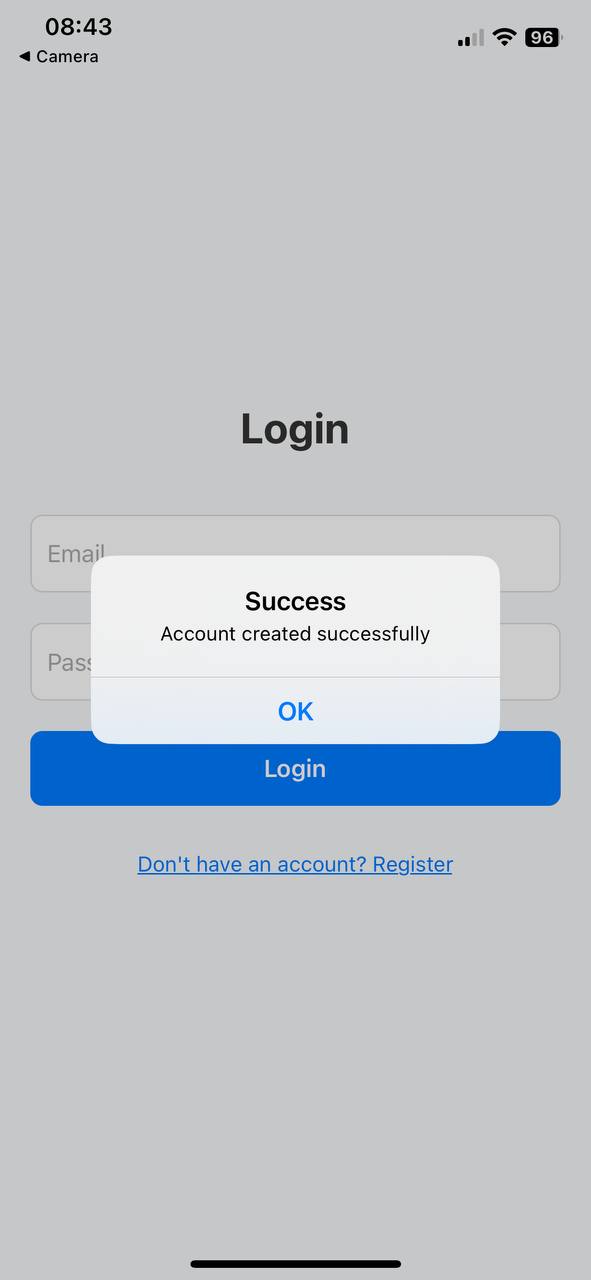 08:43
◀ Camera
96
Login
Email
Pass
Success
Account created successfully
OK
Login
Don't have an account? Register